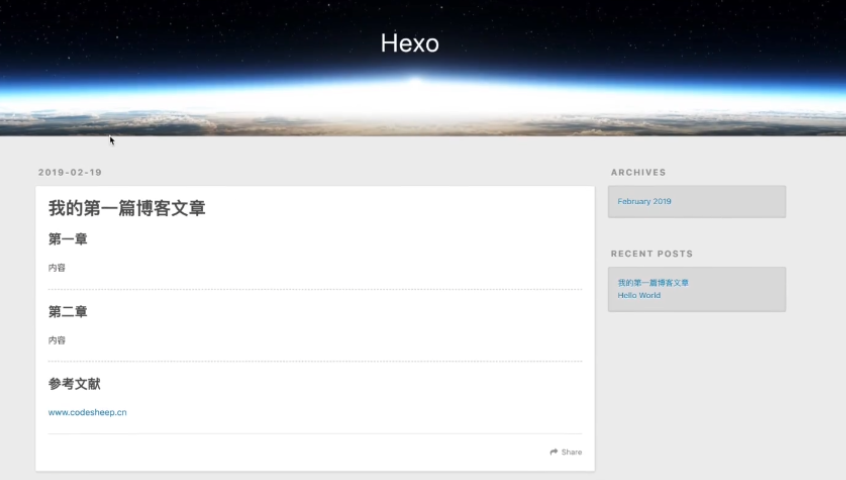 Hexo
2019-02-19
我的第一篇博客文章
第一章
内容
第二章
内容
参考文献
www.codesheep.cn
Share
ARCHIVES
February 2019
RECENT POSTS
我的第一篇博客文章
Hello World